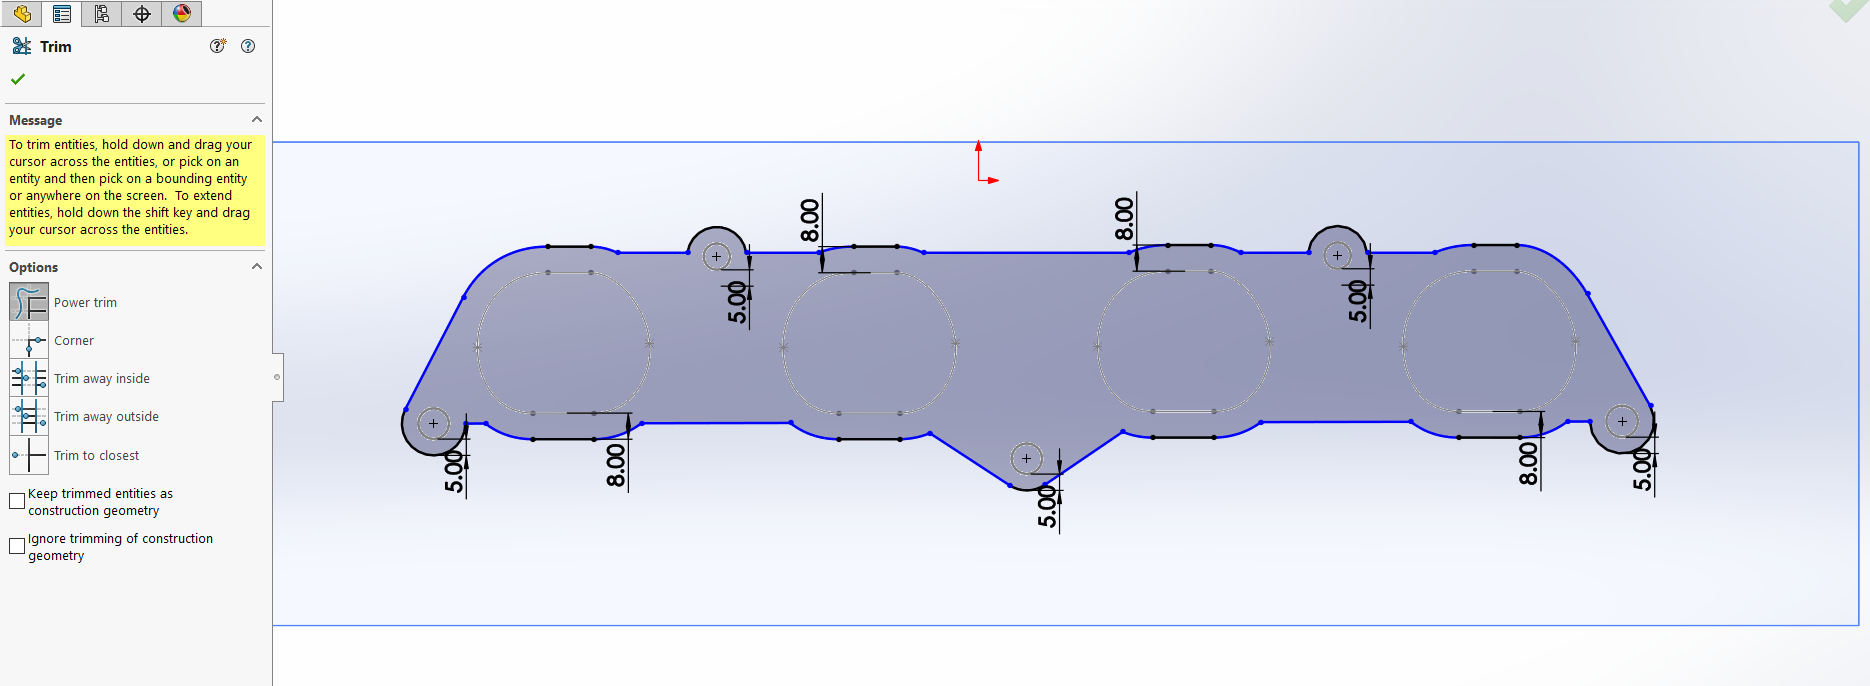 Trim
Message
To trim entities, hold down and drag your
cursor across the entities, or pick on an
entity and then pick on a bounding entity
or anywhere on the screen.  To extend
entities, hold down the shift key and drag
your cursor across the entities.
Options
Power trim
Corner
Trim away inside
Trim away outside
Trim to closest
Keep trimmed entities as
construction geometry
Ignore trimming of construction
geometry
8.00
8.00
5.00
5.00
5.00
8.00
5.00
8.00
5.00